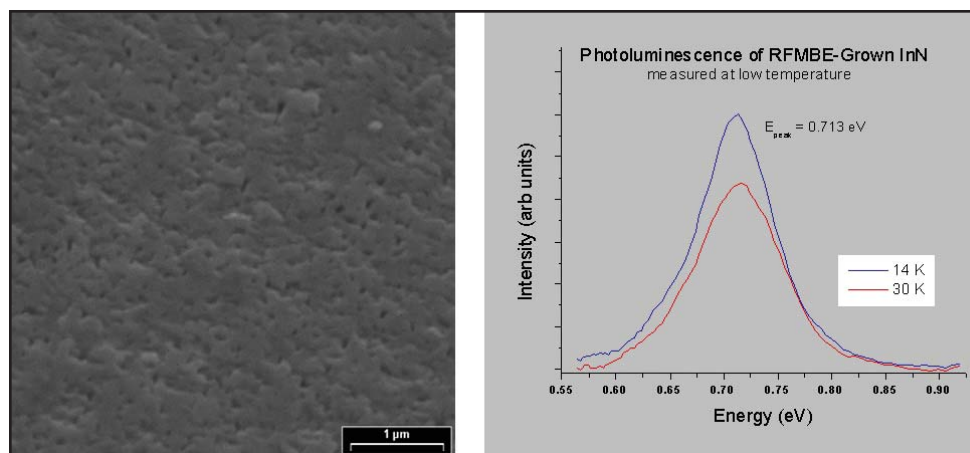 1 µm
Photoluminescence of RFMBE-Grown InN
measured at low temperature
E_peak = 0.713 eV
Intensity (arb units)
14 K
30 K
0.55 0.60 0.65 0.70 0.75 0.80 0.85 0.90
Energy (eV)